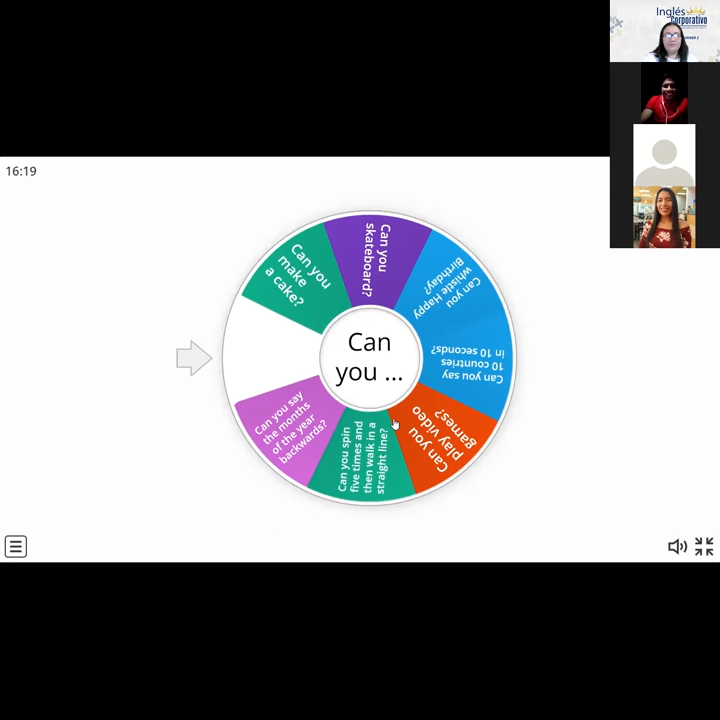 Inglés
Corporativo
16:19
Can you
skateboard?
Can you
whistle Happy
Birthday?
Can you
make
a cake?
Can
you ...
Can you say
10 countries
in 10 seconds?
Can you
play video
games?
Can you say
the months
of the year
backwards?
Can you spin
five times and
then walk in a
straight line?